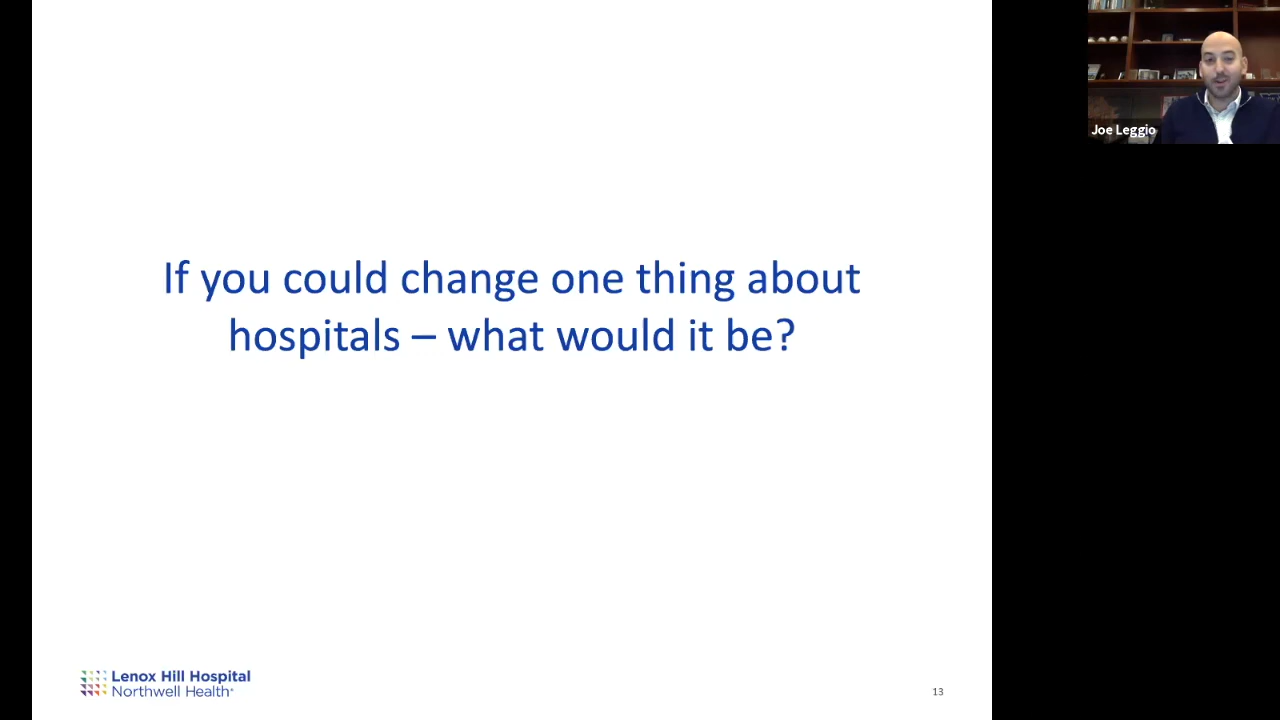 Joe Leggio
If you could change one thing about
hospitals – what would it be?
Lenox Hill Hospital
Northwell Health®
13